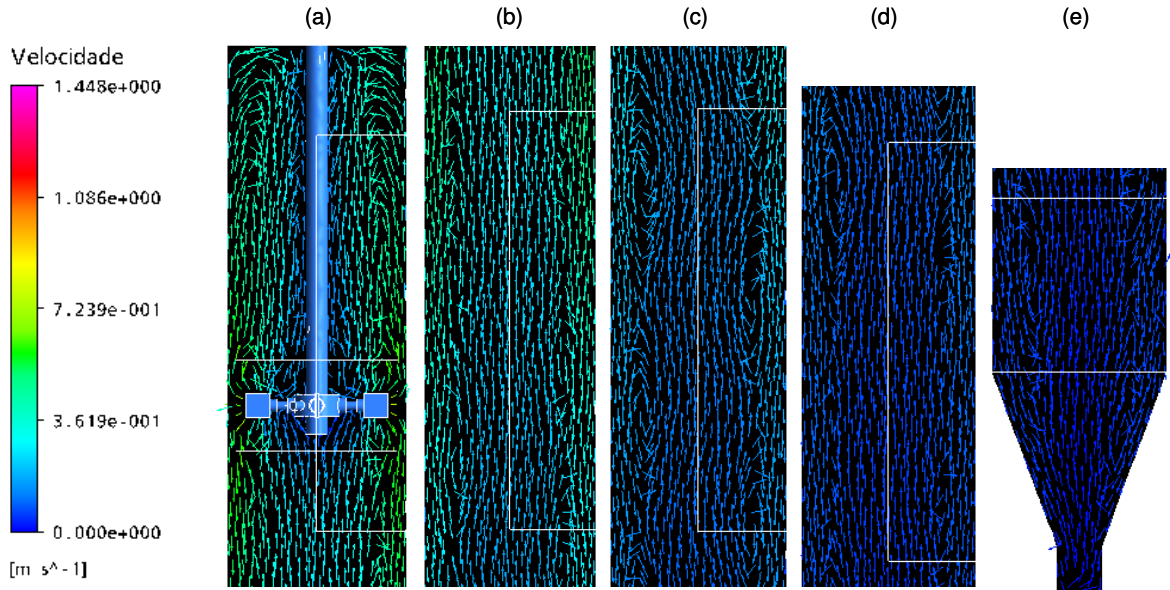 (a) (b) (c) (d) (e)
Velocidade
1.448e+000
1.086e+000
7.239e-001
3.619e-001
0.000e+000
[m s^-1]